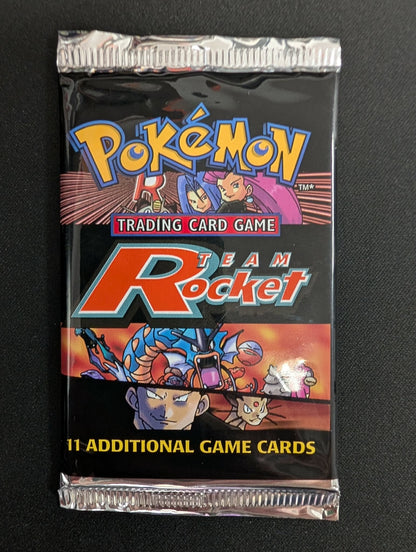 POKéMON
™
R
TRADING CARD GAME
TEAM
Rocket
11 ADDITIONAL GAME CARDS